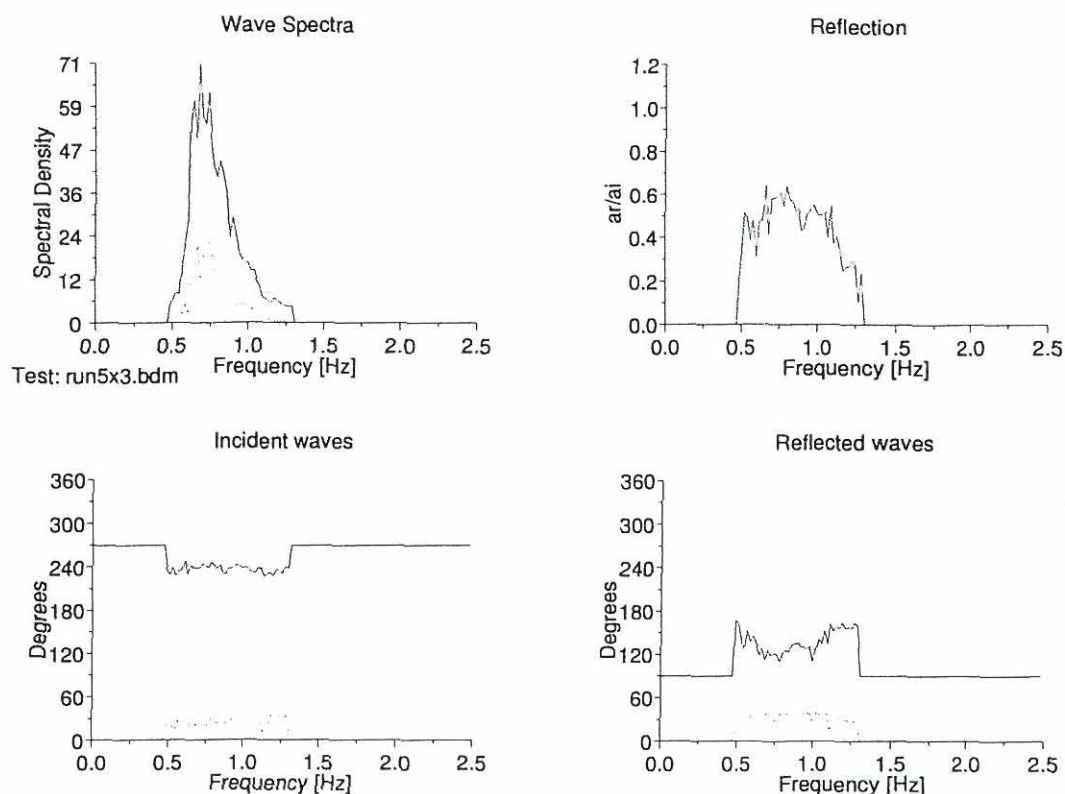 Wave Spectra
71
59
47
36
24
12
0
Spectral Density
0.0 0.5 1.0 1.5 2.0 2.5
Frequency [Hz]
Test: run5x3.bdm
Reflection
1.2
1.0
0.8
0.6
0.4
0.2
0.0
ar/ai
0.0 0.5 1.0 1.5 2.0 2.5
Frequency [Hz]
Incident waves
360
300
240
180
120
60
0
Degrees
0.0 0.5 1.0 1.5 2.0 2.5
Frequency [Hz]
Reflected waves
360
300
240
180
120
60
0
Degrees
0.0 0.5 1.0 1.5 2.0 2.5
Frequency [Hz]